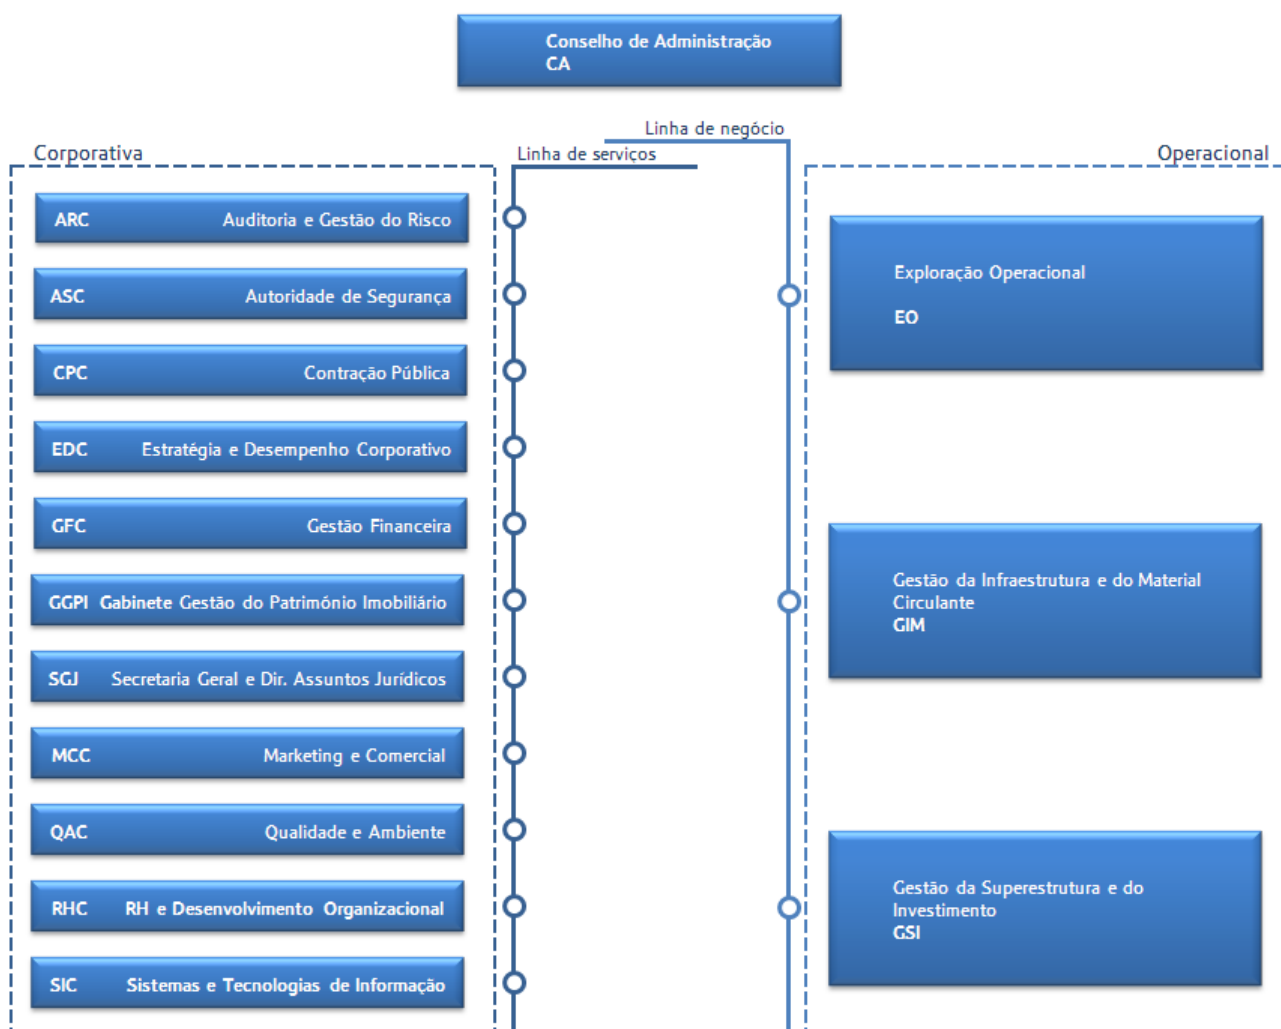 Conselho de Administração
CA
Linha de negócio
Linha de serviços
Corporativa
Operacional
ARC Auditoria e Gestão do Risco
ASC Autoridade de Segurança
CPC Contração Pública
EDC Estratégia e Desempenho Corporativo
GFC Gestão Financeira
GGPI Gabinete Gestão do Património Imobiliário
SGJ Secretaria Geral e Dir. Assuntos Jurídicos
MCC Marketing e Comercial
QAC Qualidade e Ambiente
RHC RH e Desenvolvimento Organizacional
SIC Sistemas e Tecnologias de Informação
Exploração Operacional
EO
Gestão da Infraestrutura e do Material
Circulante
GIM
Gestão da Superestrutura e do
Investimento
GSI